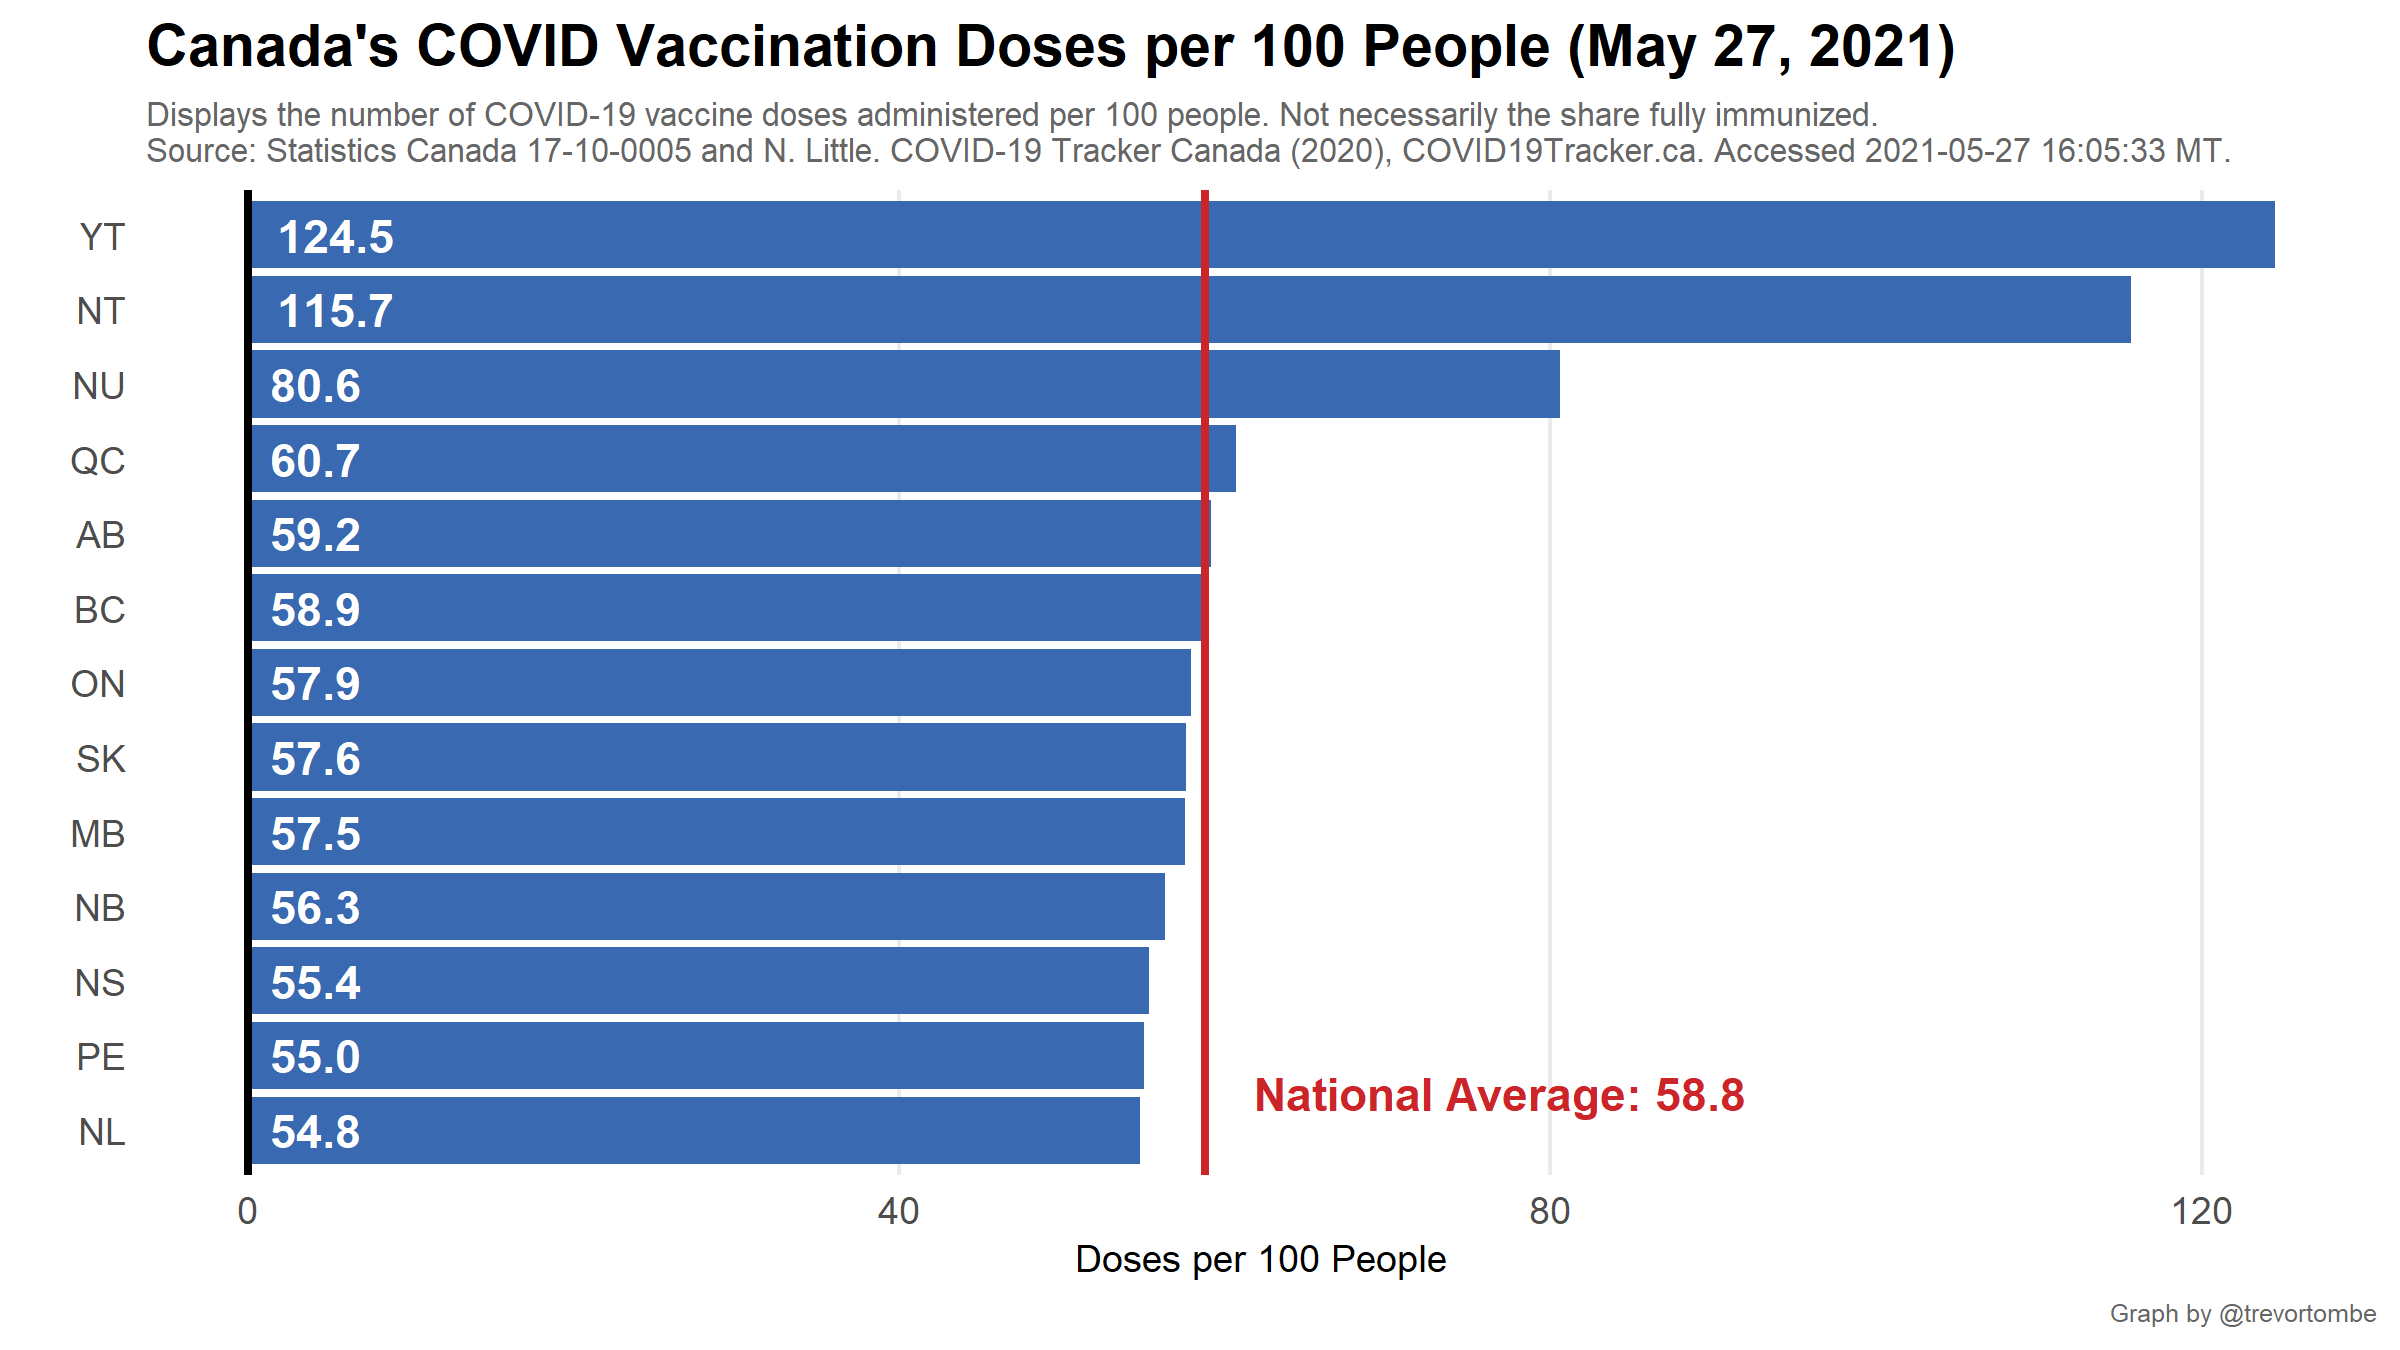 Canada's COVID Vaccination Doses per 100 People (May 27, 2021)
Displays the number of COVID-19 vaccine doses administered per 100 people. Not necessarily the share fully immunized.
Source: Statistics Canada 17-10-0005 and N. Little. COVID-19 Tracker Canada (2020), COVID19Tracker.ca. Accessed 2021-05-27 16:05:33 MT.
YT 124.5
NT 115.7
NU 80.6
QC 60.7
AB 59.2
BC 58.9
ON 57.9
SK 57.6
MB 57.5
NB 56.3
NS 55.4
PE 55.0
National Average: 58.8
NL 54.8
0 40 80 120
Doses per 100 People
Graph by @trevortombe